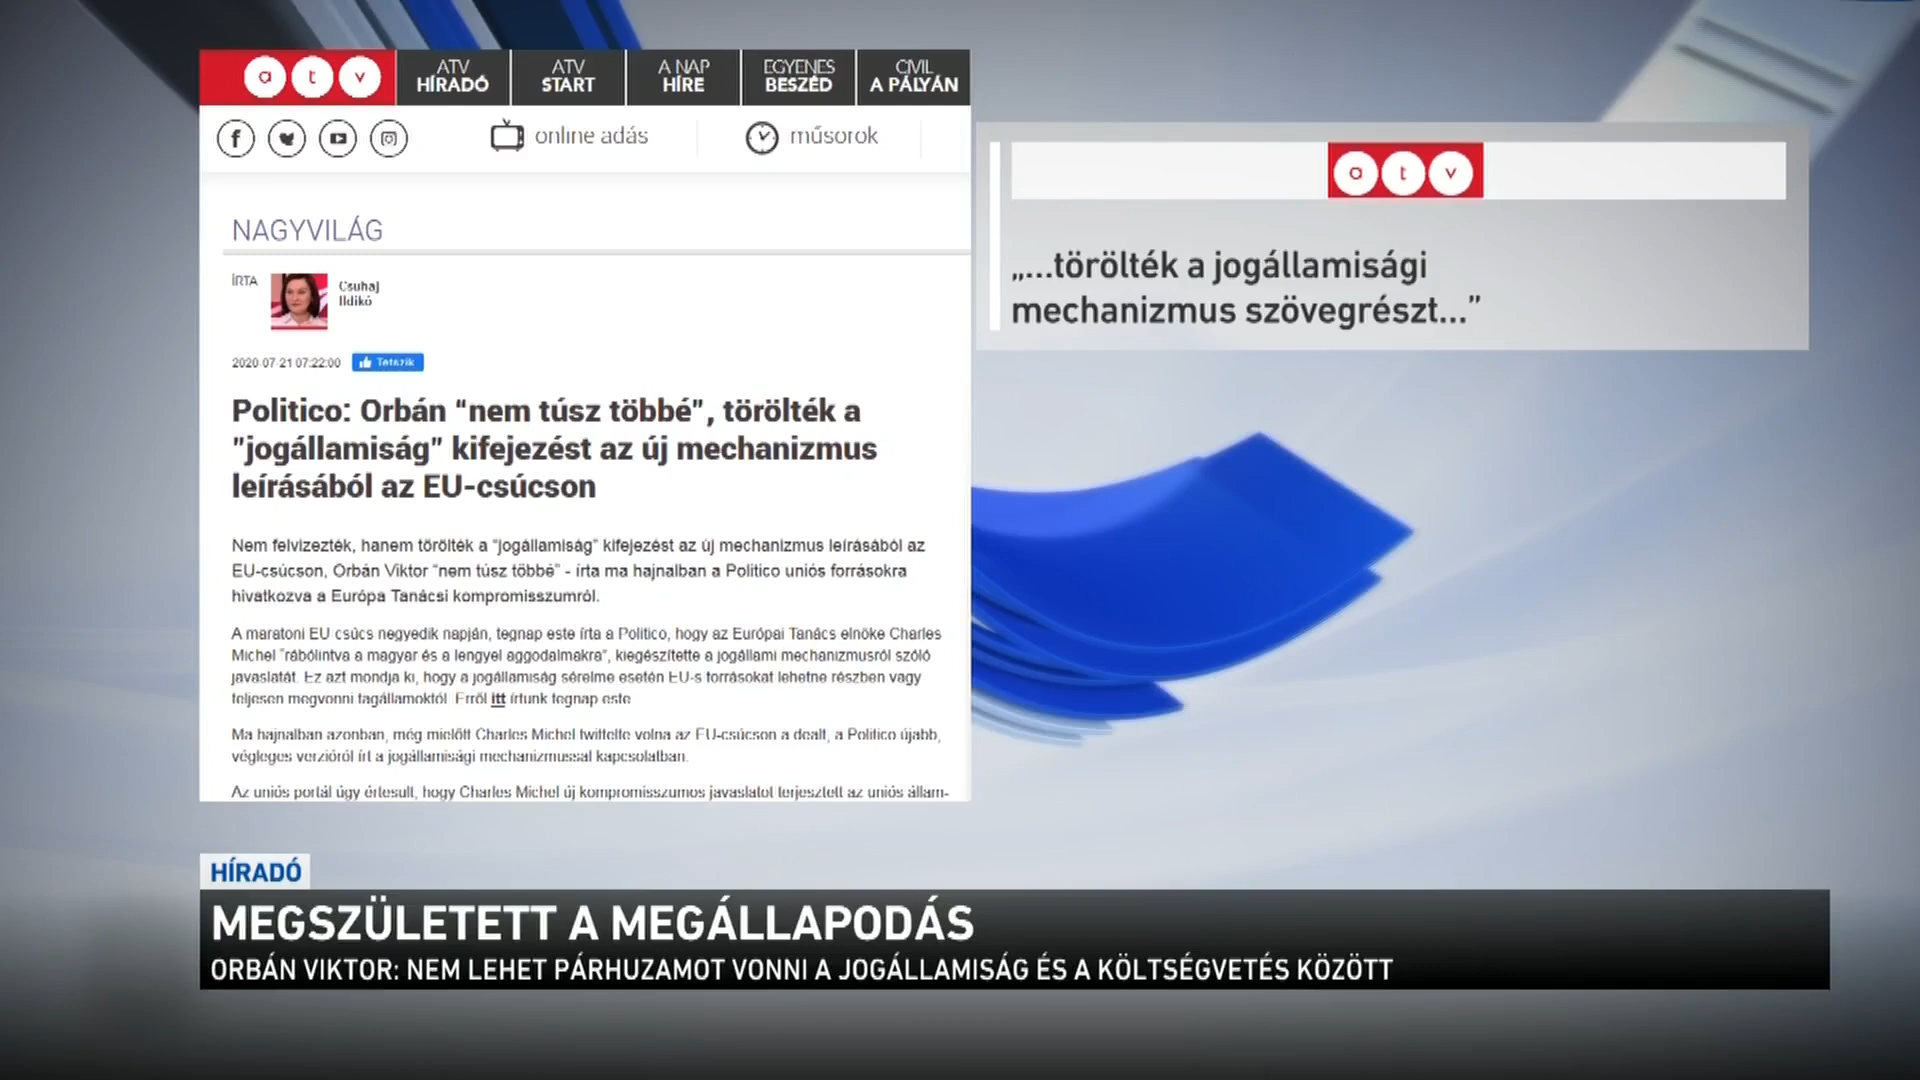 a t v
ATV HÍRADÓ
ATV START
A NAP HÍRE
EGYENES BESZÉD
CIVIL A PÁLYÁN
online adás
műsorok
NAGYVILÁG
ÍRTA
Csuhaj
Ildikó
2020-07-21 07:22:00 Tetszik
Politico: Orbán “nem túsz többé”, törölték a
"jogállamiság" kifejezést az új mechanizmus
leírásából az EU-csúcson
Nem felvizezték, hanem törölték a “jogállamiság” kifejezést az új mechanizmus leírásából az
EU-csúcson, Orbán Viktor “nem túsz többé” - írta ma hajnalban a Politico uniós forrásokra
hivatkozva a Európa Tanácsi kompromisszumról.
A maratoni EU csúcs negyedik napján, tegnap este írta a Politico, hogy az Európai Tanács elnöke Charles
Michel “rábólintva a magyar és a lengyel aggodalmakra”, kiegészítette a jogállami mechanizmusról szóló
javaslatát. Ez azt mondja ki, hogy a jogállamiság sérelme esetén EU-s forrásokat lehetne részben vagy
teljesen megvonni tagállamoktól. Erről itt írtunk tegnap este
Ma hajnalban azonban, még mielőtt Charles Michel twittelte volna az EU-csúcson a dealt, a Politico újabb,
végleges verzióról írt a jogállamisági mechanizmussal kapcsolatban.
Az uniós portál úgy értesült, hogy Charles Michel új kompromisszumos javaslatot terjesztett az uniós állam-
a t v
„...törölték a jogállamisági
mechanizmus szövegrészt...”
HÍRADÓ
MEGSZÜLETETT A MEGÁLLAPODÁS
ORBÁN VIKTOR: NEM LEHET PÁRHUZAMOT VONNI A JOGÁLLAMISÁG ÉS A KÖLTSÉGVETÉS KÖZÖTT